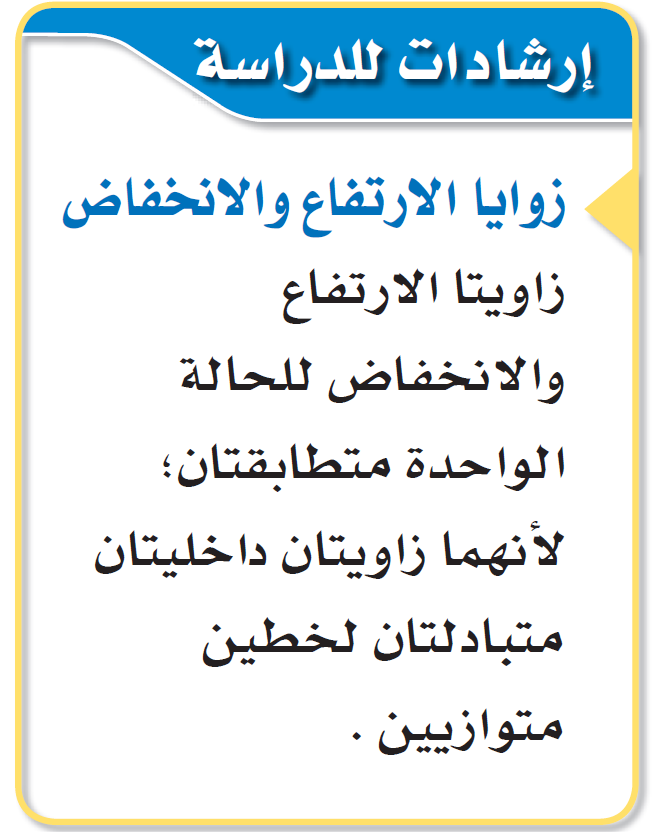 إرشادات للدراسة
زوايا الارتفاع والانخفاض
زاويتا الارتفاع
والانخفاض للحالة
الواحدة متطابقتان؛
لأنهما زاويتان داخليتان
متبادلتان لخطين
متوازيين .